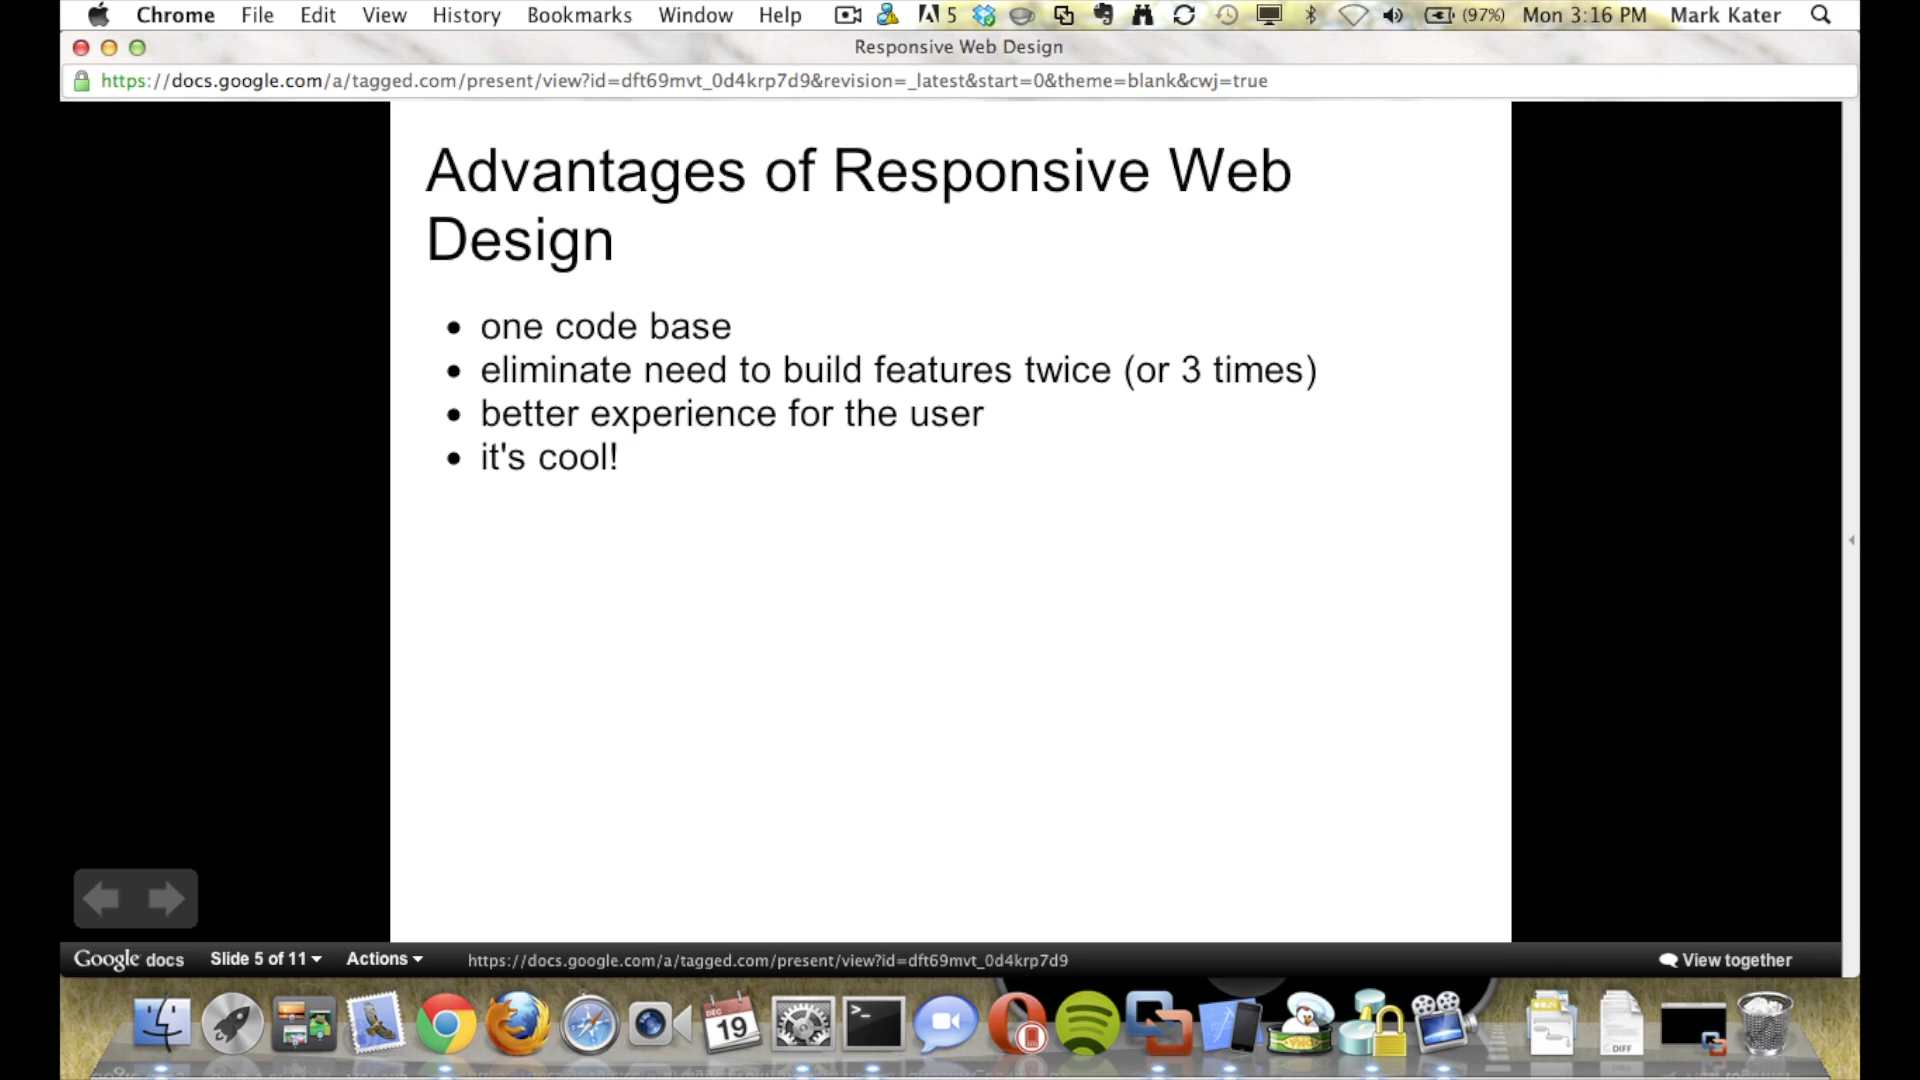 Chrome File Edit View History Bookmarks Window Help 5 (97%) Mon 3:16 PM Mark Kater
Responsive Web Design
https://docs.google.com/a/tagged.com/present/view?id=dft69mvt_0d4krp7d9&revision=_latest&start=0&theme=blank&cwj=true
Advantages of Responsive Web
Design
• one code base
• eliminate need to build features twice (or 3 times)
• better experience for the user
• it's cool!
Google docs Slide 5 of 11 Actions https://docs.google.com/a/tagged.com/present/view?id=dft69mvt_0d4krp7d9 View together
DEC
19
>_
DIFF